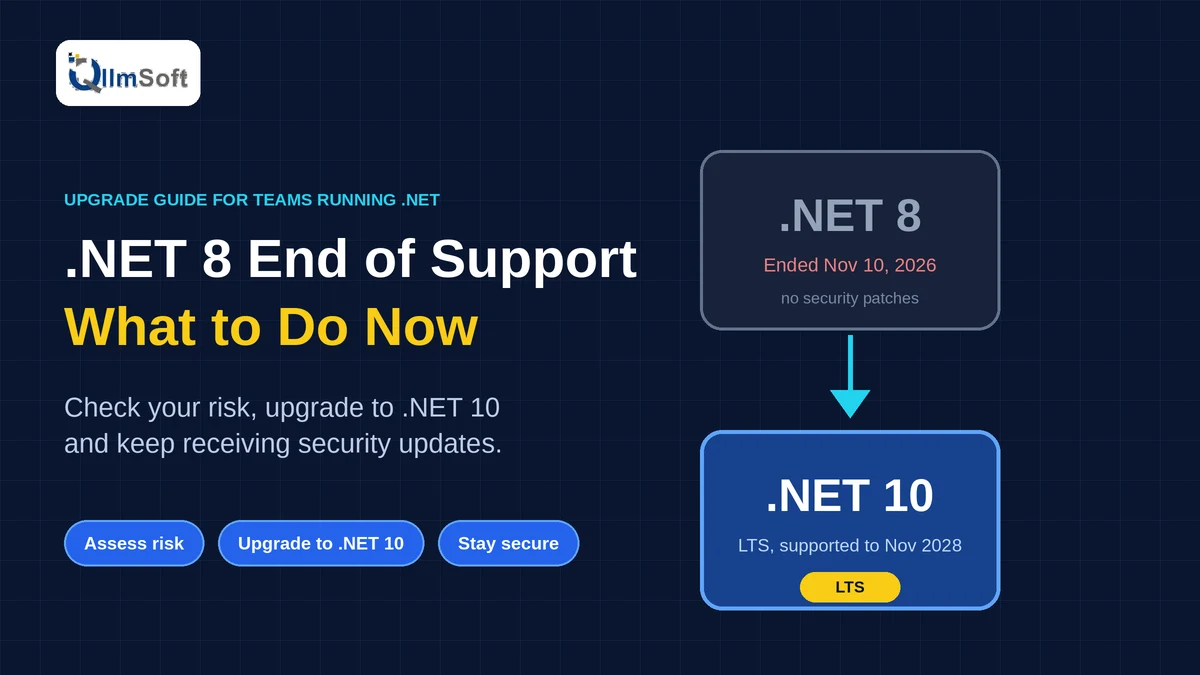 QllmSoft
UPGRADE GUIDE FOR TEAMS RUNNING .NET
.NET 8 End of Support
What to Do Now
Check your risk, upgrade to .NET 10
and keep receiving security updates.
Assess risk
Upgrade to .NET 10
Stay secure
.NET 8
Ended Nov 10, 2026
no security patches
.NET 10
LTS, supported to Nov 2028
LTS